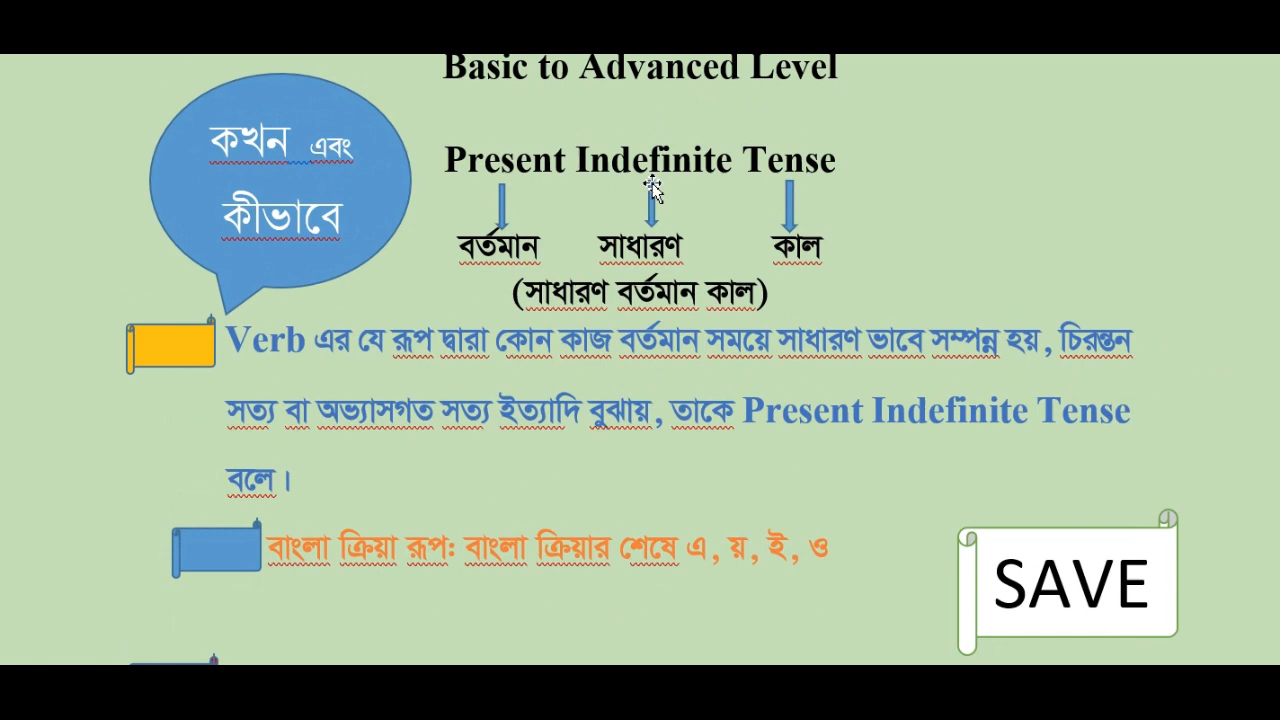 Basic to Advanced Level
কখন এবং
কীভাবে
Present Indefinite Tense
বর্তমান সাধারণ কাল
(সাধারণ বর্তমান কাল)
Verb এর যে রূপ দ্বারা কোন কাজ বর্তমান সময়ে সাধারণ ভাবে সম্পন্ন হয়, চিরন্তন
সত্য বা অভ্যাসগত সত্য ইত্যাদি বুঝায়, তাকে Present Indefinite Tense
বলে।
বাংলা ক্রিয়া রূপ: বাংলা ক্রিয়ার শেষে এ, য়, ই, ও
SAVE